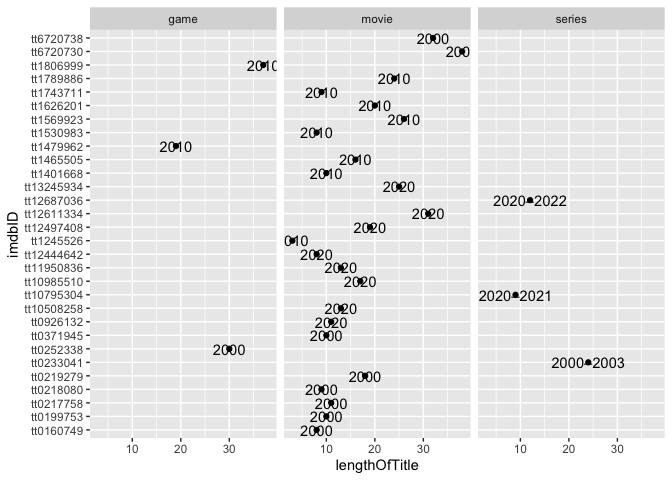 game movie series
tt6720738 2000
tt6720730 200
tt1806999 2010
tt1789886 2010
tt1743711 2010
tt1626201 2010
tt1569923 2010
tt1530983 2010
tt1479962 2010
tt1465505 2010
tt1401668 2010
tt13245934 2020
tt12687036 2020–2022
tt12611334 2020
tt12497408 2020
tt1245526 010
tt12444642 2020
tt11950836 2020
tt10985510 2020
tt10795304 2020–2021
tt10508258 2020
tt0926132 2020
tt0371945 2000
tt0252338 2000
tt0233041 2000–2003
tt0219279 2000
tt0218080 2000
tt0217758 2000
tt0199753 2000
tt0160749 2000
imdbID
10 20 30 10 20 30 10 20 30
lengthOfTitle